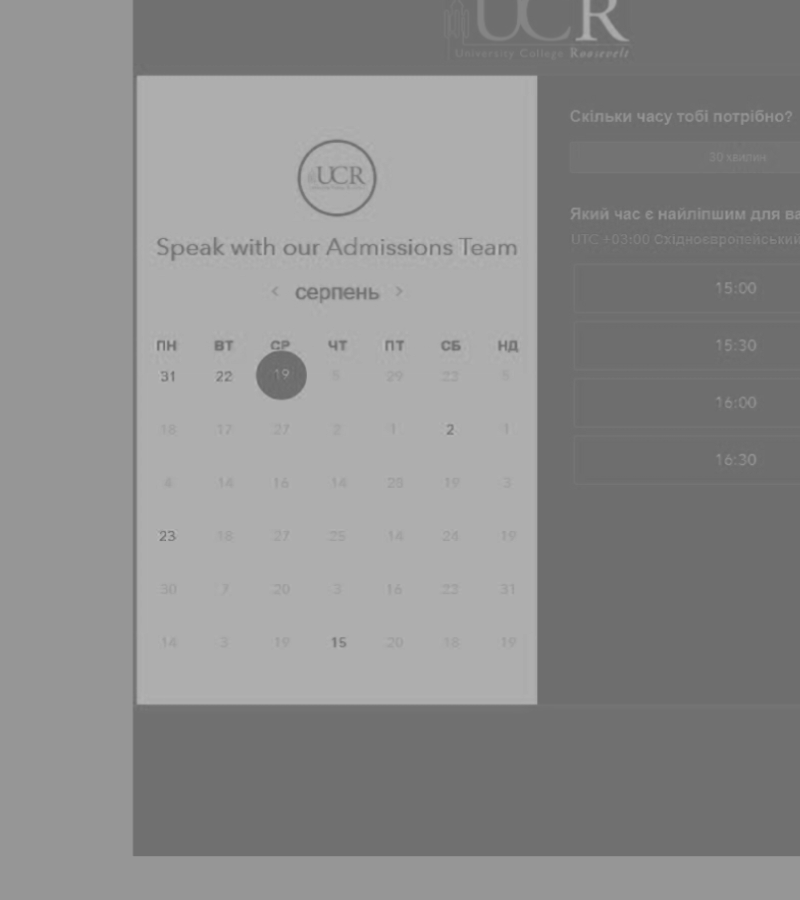 UCR
University College Roosevelt
UCR
Speak with our Admissions Team
< серпень >
ПН ВТ СР ЧТ ПТ СБ НД
31 22 19 5 29 23 5
18 17 27 2 1 2 1
4 14 16 14 28 19 3
23 18 27 25 14 24 19
30 7 20 3 16 23 31
14 3 19 15 20 18 19
Скільки часу тобі потрібно?
30 хвилин
Який час є найліпшим для ва
UTC +03:00 Східноєвропейський
15:00
15:30
16:00
16:30